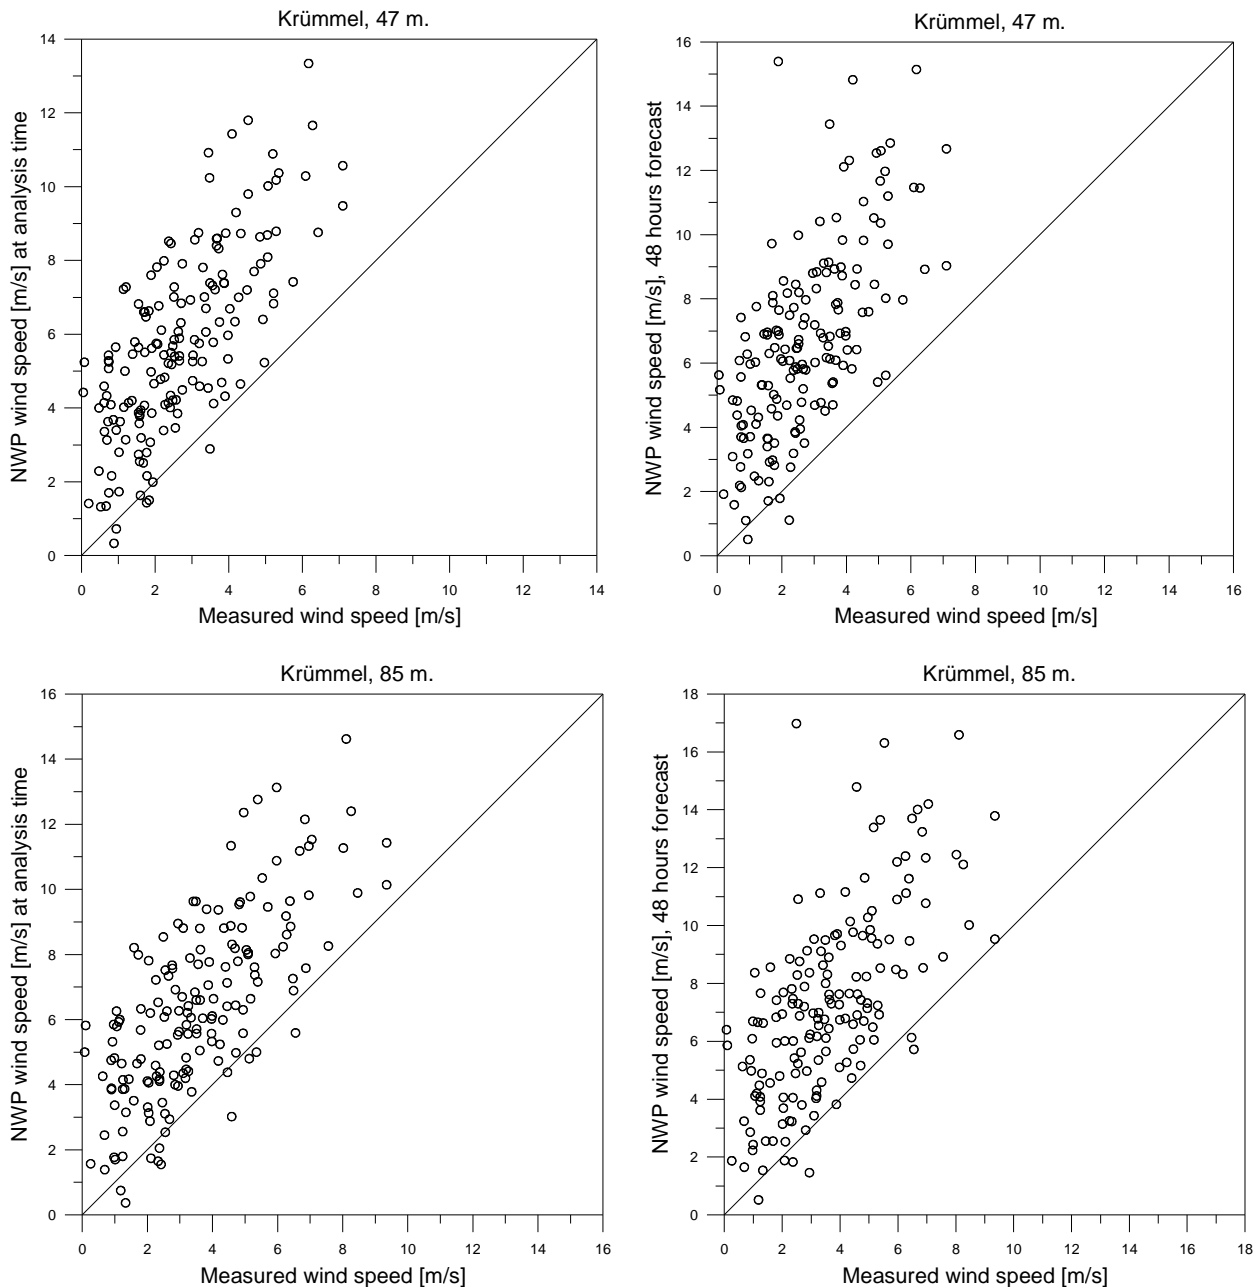 Krümmel, 47 m.
14
12
10
8
6
4
2
0
NWP wind speed [m/s] at analysis time
0 2 4 6 8 10 12 14
Measured wind speed [m/s]
Krümmel, 47 m.
16
14
12
10
8
6
4
2
0
NWP wind speed [m/s], 48 hours forecast
0 2 4 6 8 10 12 14 16
Measured wind speed [m/s]
Krümmel, 85 m.
16
14
12
10
8
6
4
2
0
NWP wind speed [m/s] at analysis time
0 2 4 6 8 10 12 14 16
Measured wind speed [m/s]
Krümmel, 85 m.
18
16
14
12
10
8
6
4
2
0
NWP wind speed [m/s], 48 hours forecast
0 2 4 6 8 10 12 14 16 18
Measured wind speed [m/s]